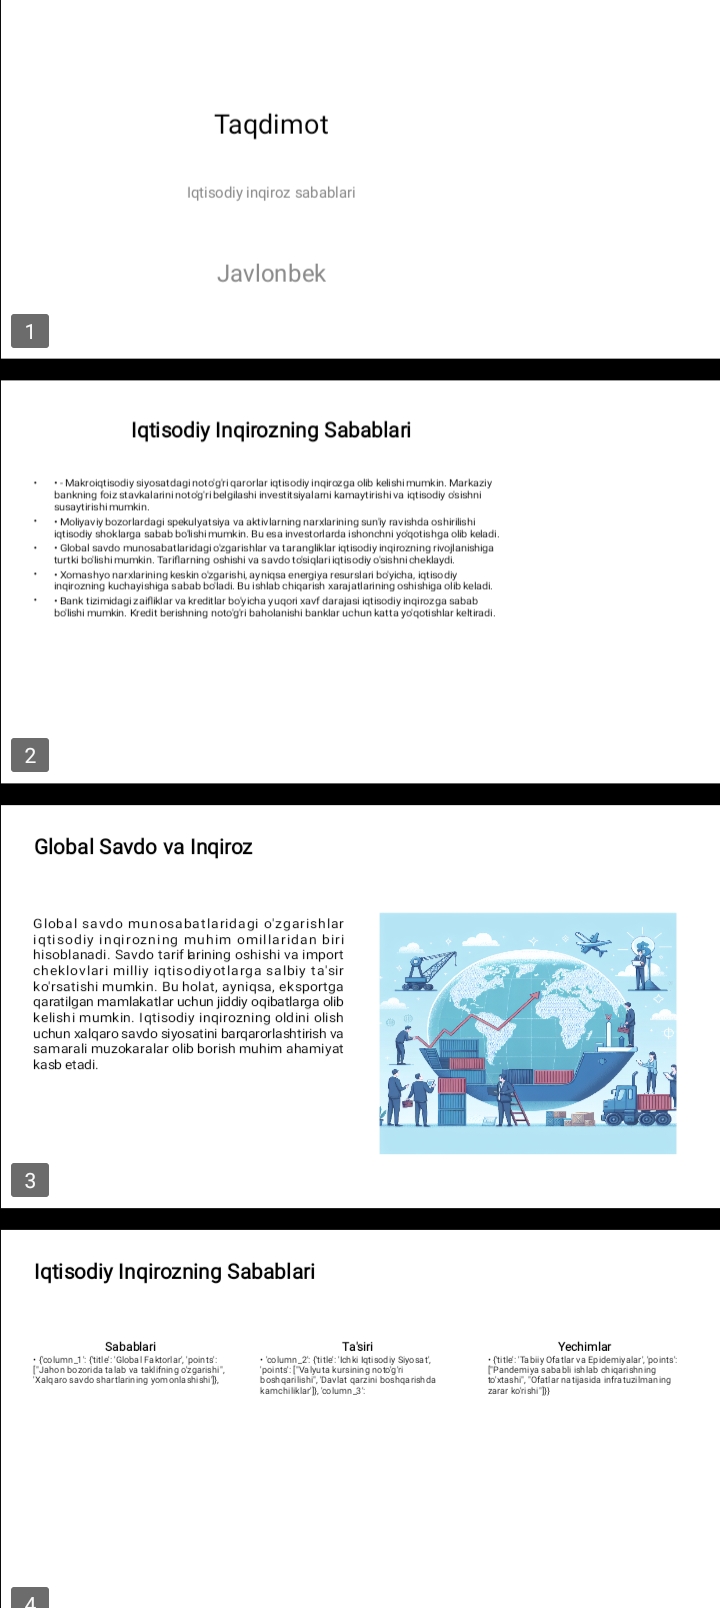 Taqdimot
Iqtisodiy inqiroz sabablari
Javlonbek
1
Iqtisodiy Inqirozning Sabablari
• • - Makroiqtisodiy siyosatdagi noto'g'ri qarorlar iqtisodiy inqirozga olib kelishi mumkin. Markaziy
bankning foiz stavkalarini noto'g'ri belgilashi investitsiyalarni kamaytirishi va iqtisodiy o'sishni
susaytirishi mumkin.
• • Moliyaviy bozorlardagi spekulyatsiya va aktivlarning narxlarining sun'iy ravishda oshirilishi
iqtisodiy shoklarga sabab bo'lishi mumkin. Bu esa investorlarda ishonchni yo'qotishga olib keladi.
• • Global savdo munosabatlaridagi o'zgarishlar va tarangliklar iqtisodiy inqirozning rivojlanishiga
turtki bo'lishi mumkin. Tariflarning oshishi va savdo to'siqlari iqtisodiy o'sishni cheklaydi.
• • Xomashyo narxlarining keskin o'zgarishi, ayniqsa energiya resurslari bo'yicha, iqtisodiy
inqirozning kuchayishiga sabab bo'ladi. Bu ishlab chiqarish xarajatlarining oshishiga olib keladi.
• • Bank tizimidagi zaifliklar va kreditlar bo'yicha yuqori xavf darajasi iqtisodiy inqirozga sabab
bo'lishi mumkin. Kredit berishning noto'g'ri baholanishi banklar uchun katta yo'qotishlar keltiradi.
2
Global Savdo va Inqiroz
Global savdo munosabatlaridagi o'zgarishlar
iqtisodiy inqirozning muhim omillaridan biri
hisoblanadi. Savdo tariflarining oshishi va import
cheklovlari milliy iqtisodiyotlarga salbiy ta'sir
ko'rsatishi mumkin. Bu holat, ayniqsa, eksportga
qaratilgan mamlakatlar uchun jiddiy oqibatlarga olib
kelishi mumkin. Iqtisodiy inqirozning oldini olish
uchun xalqaro savdo siyosatini barqarorlashtirish va
samarali muzokaralar olib borish muhim ahamiyat
kasb etadi.
3
Iqtisodiy Inqirozning Sabablari
Sabablari
• {'column_1': {'title': 'Global Faktorlar', 'points':
["Jahon bozorida talab va taklifning o'zgarishi",
'Xalqaro savdo shartlarining yomonlashishi']},
Ta'siri
• 'column_2': {'title': 'Ichki Iqtisodiy Siyosat',
'points': ["Valyuta kursining noto'g'ri
boshqarilishi", 'Davlat qarzini boshqarishda
kamchiliklar']}, 'column_3':
Yechimlar
• {'title': 'Tabiiy Ofatlar va Epidemiyalar', 'points':
["Pandemiya sababli ishlab chiqarishning
to'xtashi", "Ofatlar natijasida infratuzilmaning
zarar ko'rishi"]}}
4